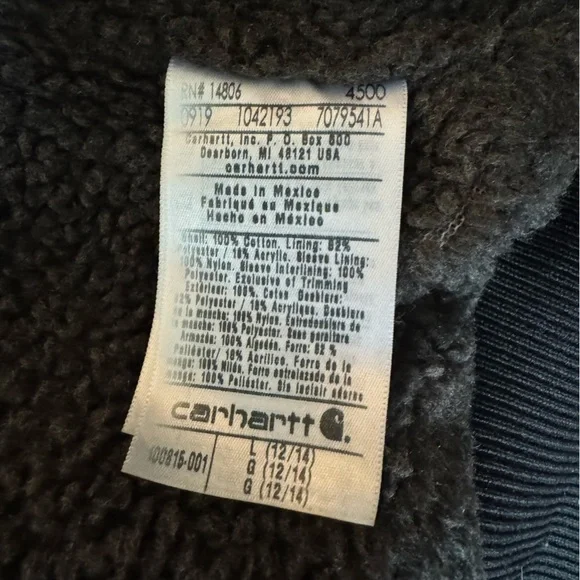 RN# 14806 4500
0919 1042193 7079541A
Carhartt, Inc. P. O. Box 600
Dearborn, MI 48121 USA
carhartt.com
Made in Mexico
Fabriqué au Mexique
Hecho en México
Shell: 100% Cotton. Lining: 82%
Polyester / 18% Acrylic. Sleeve Lining:
100% Nylon. Sleeve Interlining: 100%
Polyester. Exclusive of Trimming
Extérieur: 100% Coton Doublure:
82% Polyester / 18% Acrylique. Doublure
de la manche: 100% Nylon. Entredoublure de
la manche: 100% Polyester. Sans garniture
Armazón: 100% Algodón. Forro: 82 %
Poliéster / 18% Acrílico. Forro de la
manga: 100% Nilón. Forro entrelazado de la
manga: 100% Poliéster. Sin incluir adornos
carhartt
100815-001 L (12/14)
G (12/14)
G (12/14)